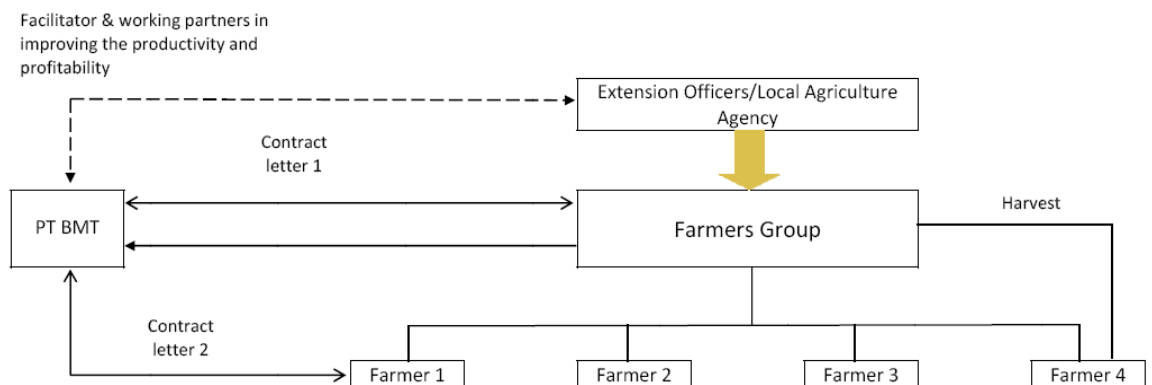 Facilitator & working partners in
improving the productivity and
profitability
Extension Officers/Local Agriculture
Agency
Contract
letter 1
PT BMT
Farmers Group
Harvest
Contract
letter 2
Farmer 1
Farmer 2
Farmer 3
Farmer 4